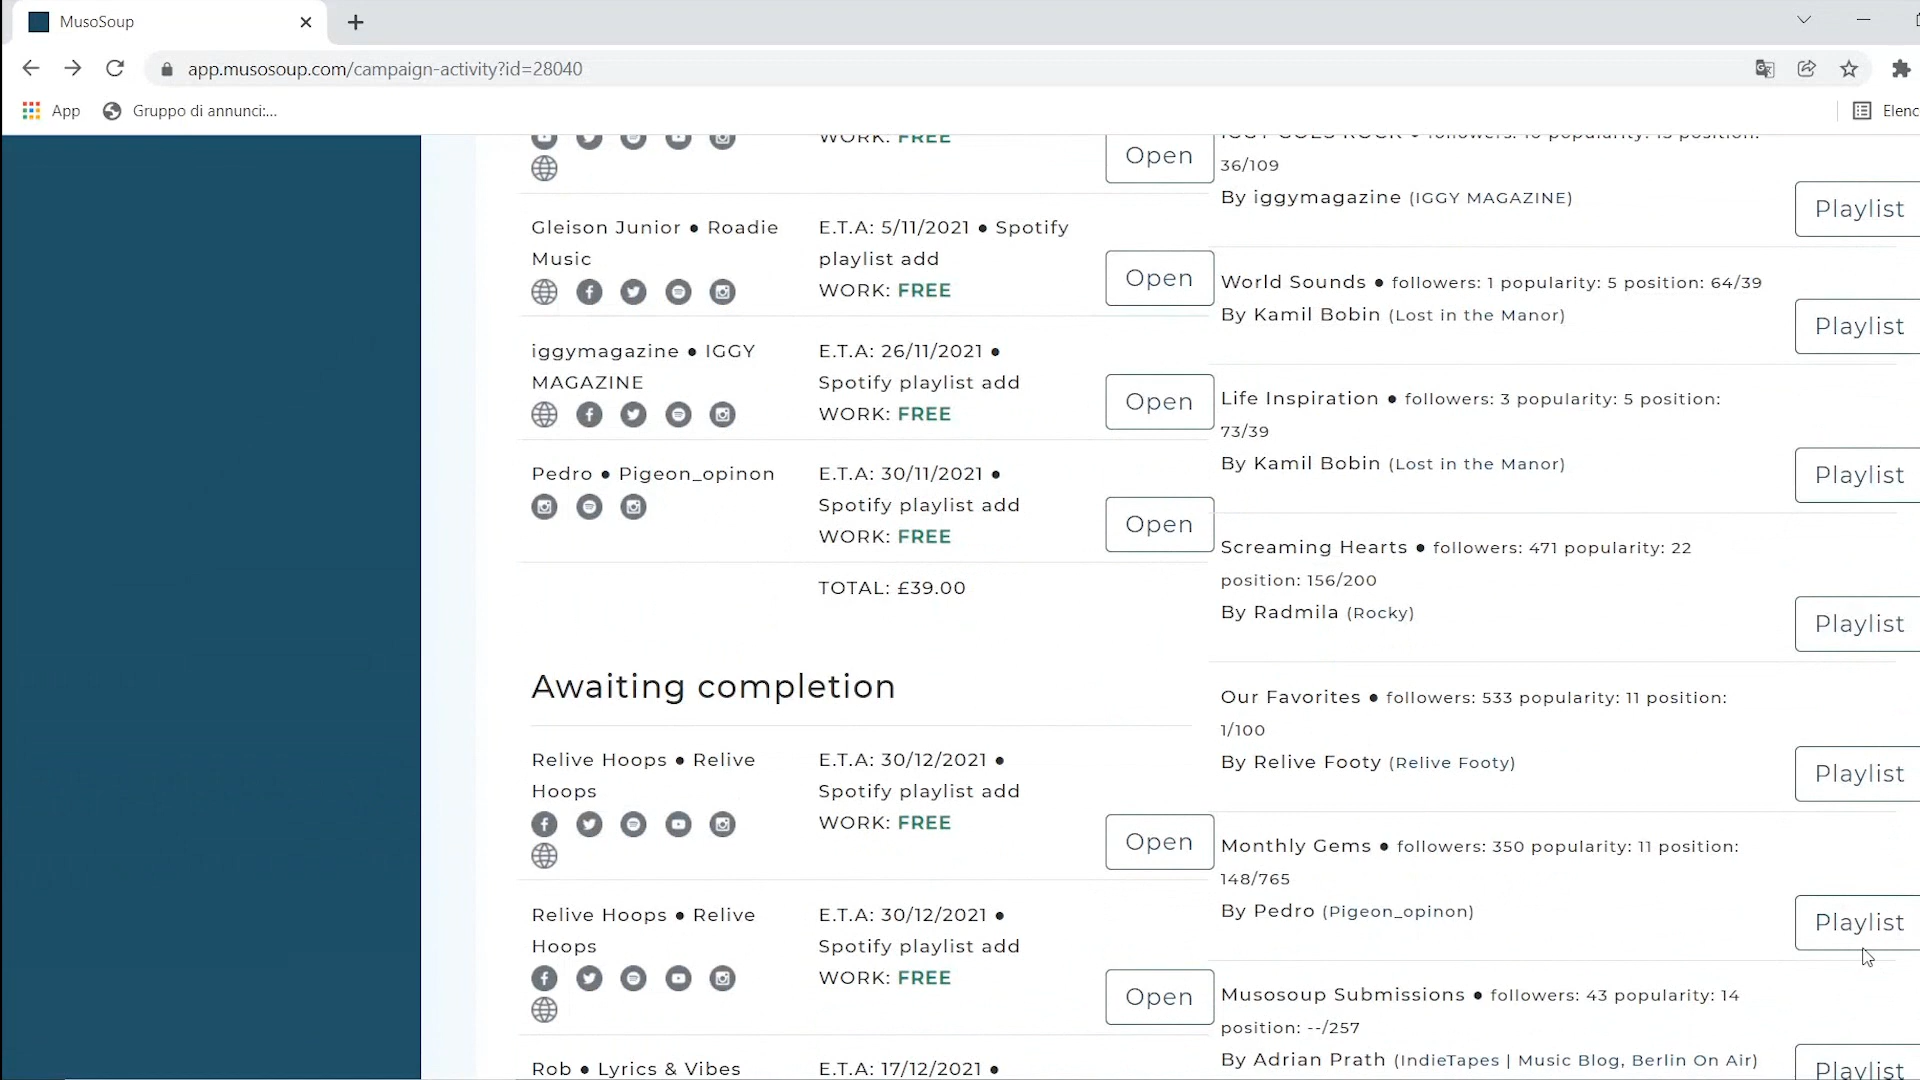 MusoSoup
app.musosoup.com/campaign-activity?id=28040
App
Gruppo di annunci:...
Elenc
WORK: FREE
Open
Gleison Junior ● Roadie
Music
E.T.A: 5/11/2021 ● Spotify
playlist add
WORK: FREE
Open
iggymagazine ● IGGY
MAGAZINE
E.T.A: 26/11/2021 ●
Spotify playlist add
WORK: FREE
Open
Pedro ● Pigeon_opinon
E.T.A: 30/11/2021 ●
Spotify playlist add
WORK: FREE
Open
TOTAL: £39.00
Awaiting completion
Relive Hoops ● Relive
Hoops
E.T.A: 30/12/2021 ●
Spotify playlist add
WORK: FREE
Open
Relive Hoops ● Relive
Hoops
E.T.A: 30/12/2021 ●
Spotify playlist add
WORK: FREE
Open
Rob ● Lyrics & Vibes
E.T.A: 17/12/2021 ●
IGGY GOES ROCK ● followers: 10 popularity: 13 position:
36/109
By iggymagazine (IGGY MAGAZINE)
Playlist
World Sounds ● followers: 1 popularity: 5 position: 64/39
By Kamil Bobin (Lost in the Manor)
Playlist
Life Inspiration ● followers: 3 popularity: 5 position:
73/39
By Kamil Bobin (Lost in the Manor)
Playlist
Screaming Hearts ● followers: 471 popularity: 22
position: 156/200
By Radmila (Rocky)
Playlist
Our Favorites ● followers: 533 popularity: 11 position:
1/100
By Relive Footy (Relive Footy)
Playlist
Monthly Gems ● followers: 350 popularity: 11 position:
148/765
By Pedro (Pigeon_opinon)
Playlist
Musosoup Submissions ● followers: 43 popularity: 14
position: --/257
By Adrian Prath (IndieTapes | Music Blog, Berlin On Air)
Playlist